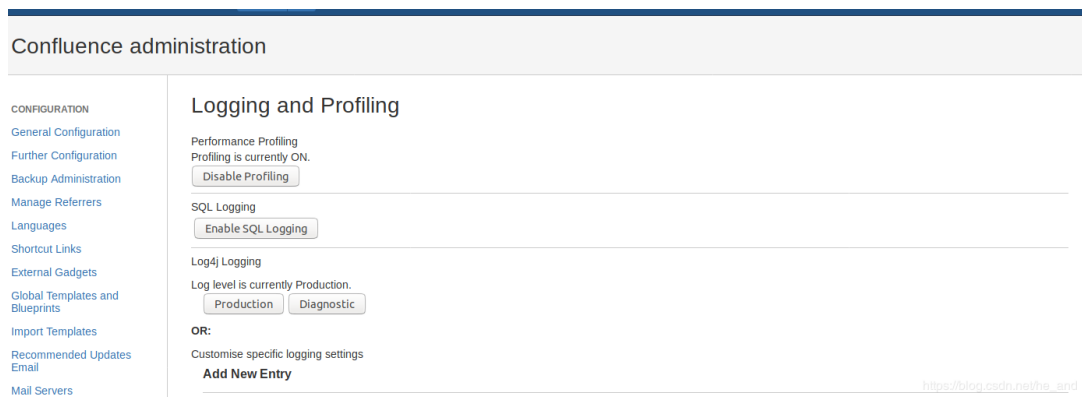 Confluence administration
CONFIGURATION
General Configuration
Further Configuration
Backup Administration
Manage Referrers
Languages
Shortcut Links
External Gadgets
Global Templates and
Blueprints
Import Templates
Recommended Updates
Email
Mail Servers
Logging and Profiling
Performance Profiling
Profiling is currently ON.
Disable Profiling
SQL Logging
Enable SQL Logging
Log4j Logging
Log level is currently Production.
Production Diagnostic
OR:
Customise specific logging settings
Add New Entry
https://blog.csdn.net/he_and